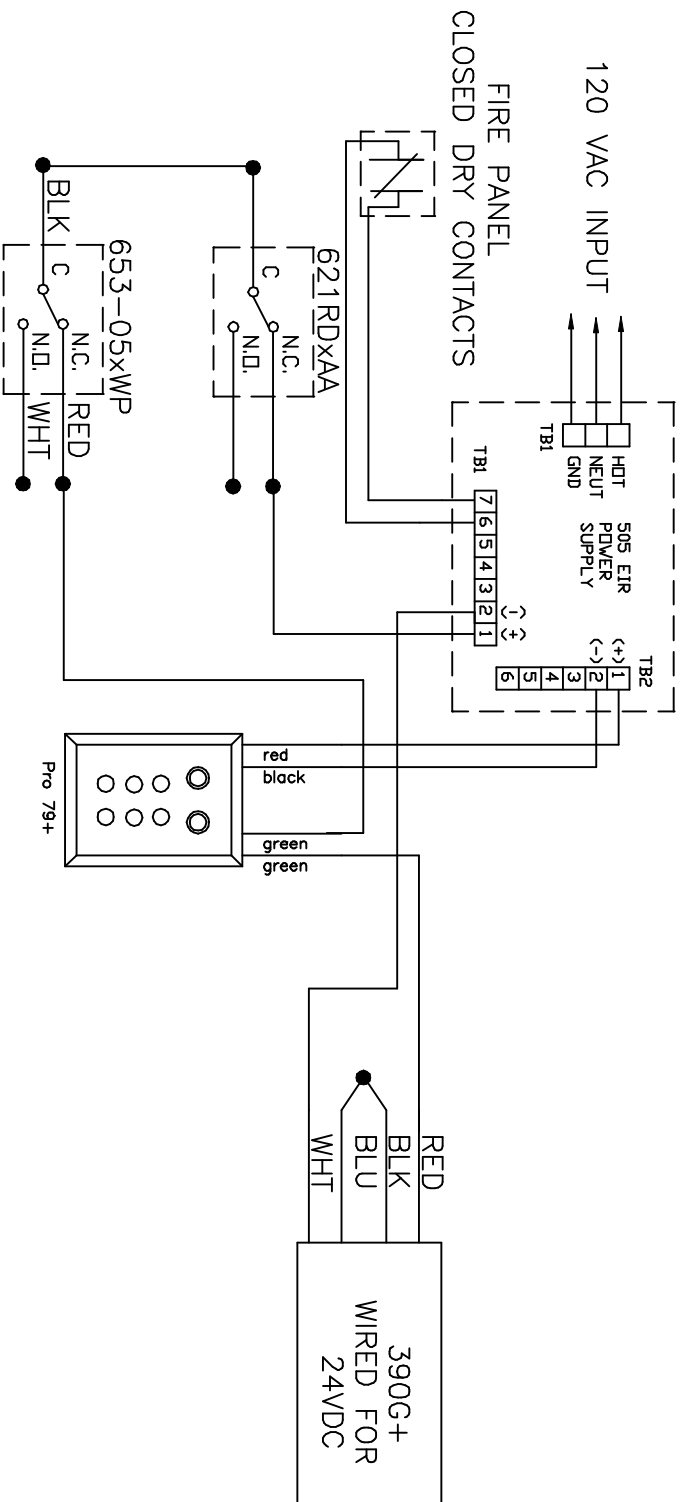 120 VAC INPUT
FIRE PANEL
CLOSED DRY CONTACTS
TB1
HOT
NEUT
GND
505 EIR
POWER
SUPPLY
TB1
7 6 5 4 3 2 1
(-) (+)
TB2
(+)
(-)
1 2 3 4 5 6
621RDxAA
C
N.C.
N.O.
653-05xWP
BLK
C
N.C.
N.O.
RED
WHT
Pro 79+
red
black
green
green
RED
BLK
BLU
WHT
390G+
WIRED FOR
24VDC